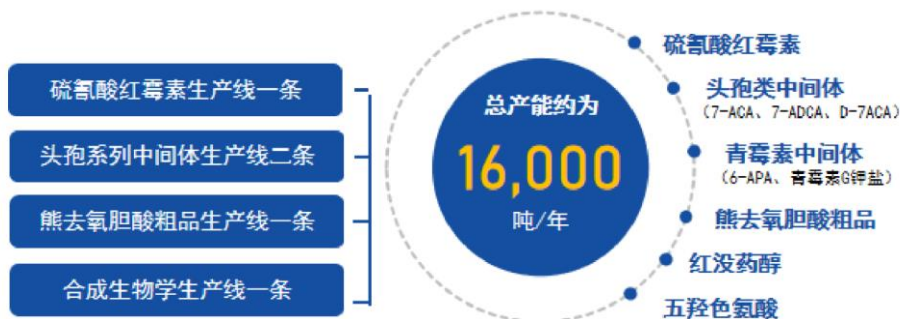 硫氰酸红霉素生产线一条
头孢系列中间体生产线二条
熊去氧胆酸粗品生产线一条
合成生物学生产线一条
总产能约为
16,000
吨/年
硫氰酸红霉素
头孢类中间体
(7-ACA、7-ADCA、D-7ACA)
青霉素中间体
(6-APA、青霉素G钾盐)
熊去氧胆酸粗品
红没药醇
五羟色氨酸